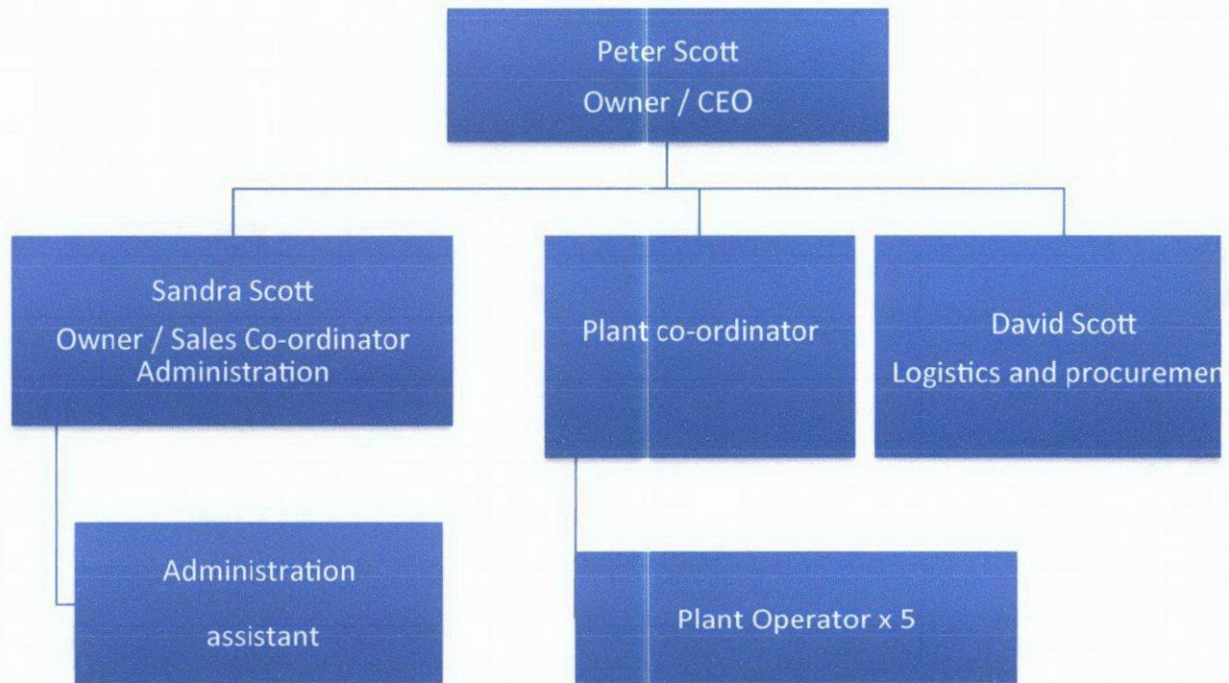 Peter Scott
Owner / CEO
Sandra Scott
Owner / Sales Co-ordinator
Administration
Plant co-ordinator
David Scott
Logistics and procuremen
Administration
assistant
Plant Operator x 5